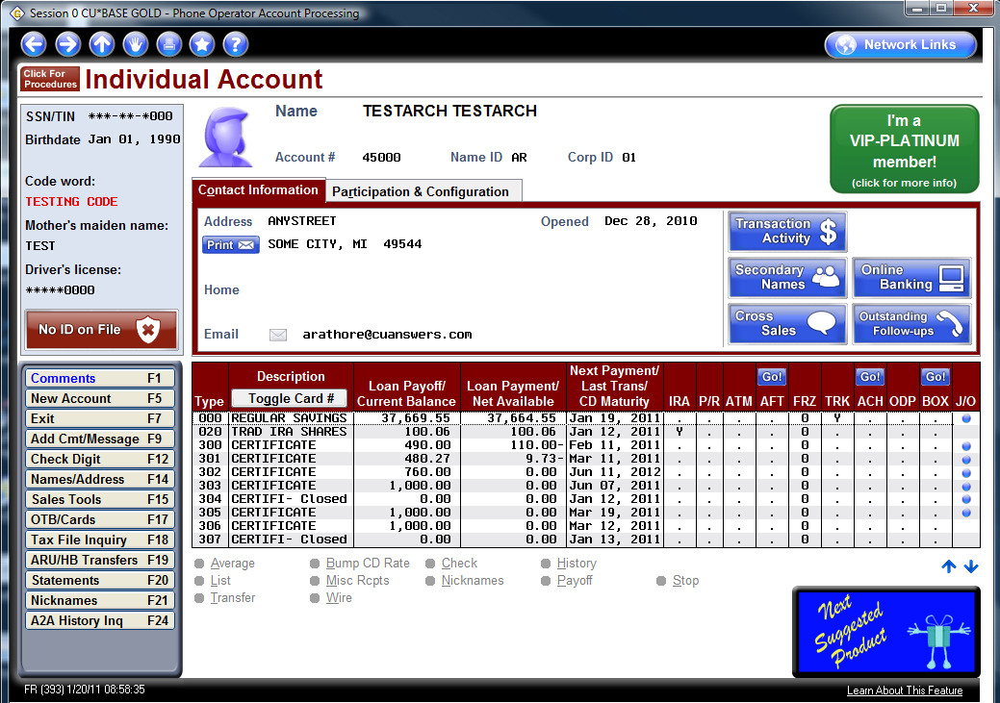 Session 0 CU*BASE GOLD - Phone Operator Account Processing
Network Links
Click For Procedures
Individual Account
SSN/TIN ***-**-*000
Birthdate Jan 01, 1990
Code word:
TESTING CODE
Mother's maiden name:
TEST
Driver's license:
*****0000
No ID on File
Name TESTARCH TESTARCH
Account # 45000 Name ID AR Corp ID 01
I'm a
VIP-PLATINUM
member!
(click for more info)
Contact Information Participation & Configuration
Address ANYSTREET Opened Dec 28, 2010
Print SOME CITY, MI 49544
Home
Email arathore@cuanswers.com
Transaction Activity $
Secondary Names
Online Banking
Cross Sales
Outstanding Follow-ups
Comments F1
New Account F5
Exit F7
Add Cmt/Message F9
Check Digit F12
Names/Address F14
Sales Tools F15
OTB/Cards F17
Tax File Inquiry F18
ARU/HB Transfers F19
Statements F20
Nicknames F21
A2A History Inq F24
Type Description Toggle Card # Loan Payoff/ Current Balance Loan Payment/ Net Available Next Payment/ Last Trans/ CD Maturity IRA P/R ATM Go! AFT FRZ TRK Go! ACH ODP Go! BOX J/O
000 REGULAR SAVINGS 37,669.55 37,664.55 Jan 19, 2011 . . . . 0 Y . . .
020 TRAD IRA SHARES 100.06 100.06 Jan 12, 2011 Y . . . 0 . . . .
300 CERTIFICATE 490.00 110.00- Feb 11, 2011 . . . . 0 . . . .
301 CERTIFICATE 480.27 9.73- Mar 11, 2011 . . . . 0 . . . .
302 CERTIFICATE 760.00 0.00 Jun 11, 2012 . . . . 0 . . . .
303 CERTIFICATE 1,000.00 0.00 Jun 07, 2011 . . . . 0 . . . .
304 CERTIFI- Closed 0.00 0.00 Jan 12, 2011 . . . . 0 . . . .
305 CERTIFICATE 1,000.00 0.00 Mar 19, 2011 . . . . 0 . . . .
306 CERTIFICATE 1,000.00 0.00 Mar 12, 2011 . . . . 0 . . . .
307 CERTIFI- Closed 0.00 0.00 Jan 13, 2011 . . . . 0 . . . .
Average Bump CD Rate Check History
List Misc Rcpts Nicknames Payoff Stop
Transfer Wire
Next
Suggested
Product
FR (393) 1/20/11 08:58:35
Learn About This Feature